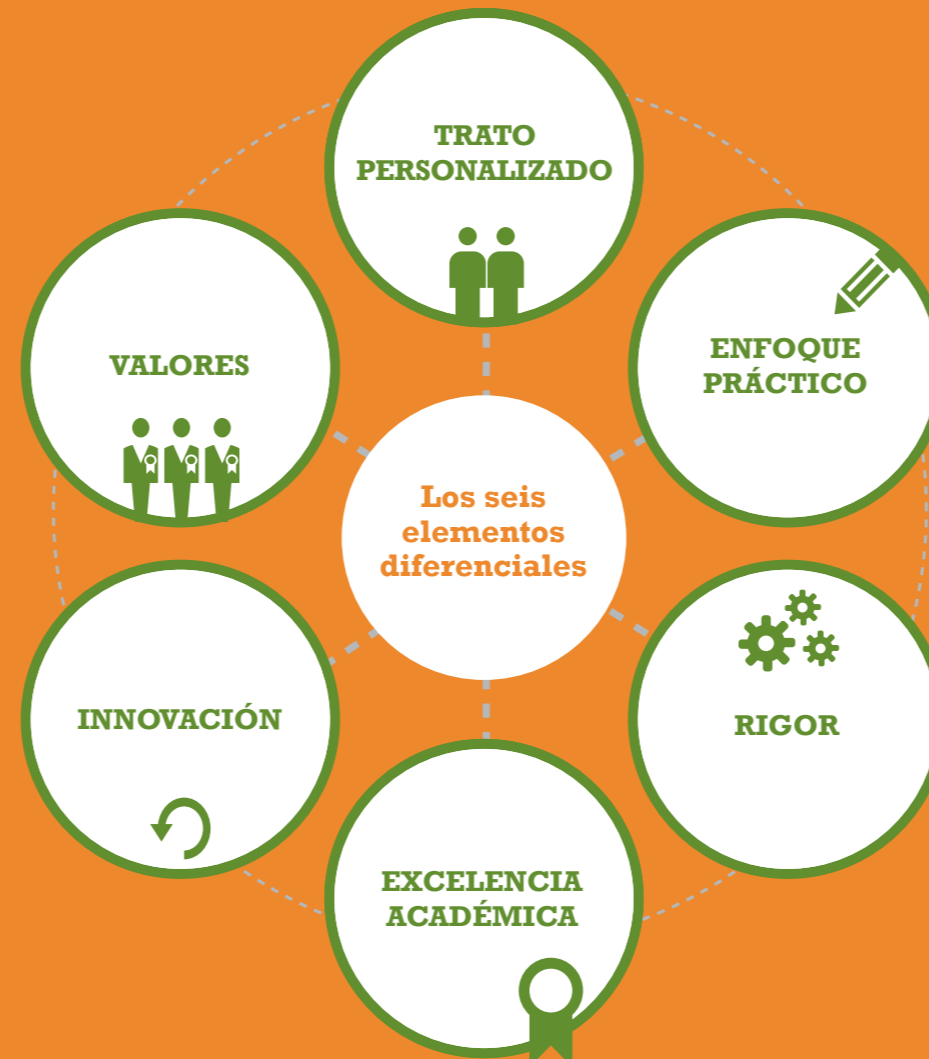 TRATO
PERSONALIZADO
ENFOQUE
PRÁCTICO
VALORES
Los seis
elementos
diferenciales
INNOVACIÓN
RIGOR
EXCELENCIA
ACADÉMICA